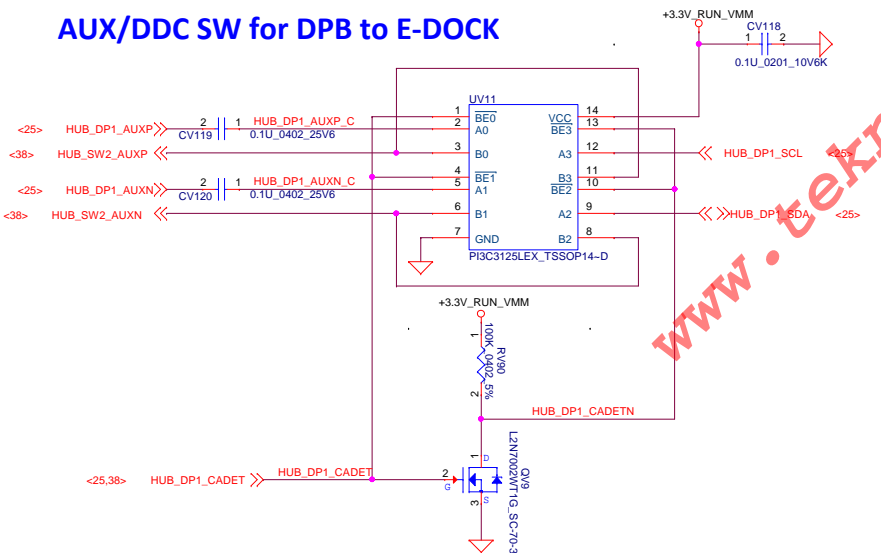 AUX/DDC SW for DPB to E-DOCK
+3.3V_RUN_VMM
CV118
1 2
0.1U_0201_10V6K
UV11
1 BE0 VCC 14
2 A0 BE3 13
3 B0 A3 12
4 BE1 B3 11
5 A1 BE2 10
6 B1 A2 9
7 GND B2 8
PI3C3125LEX_TSSOP14~D
<25> HUB_DP1_AUXP 2 1 HUB_DP1_AUXP_C
CV119 0.1U_0402_25V6
<38> HUB_SW2_AUXP
<25> HUB_DP1_AUXN 2 1 HUB_DP1_AUXN_C
CV120 0.1U_0402_25V6
<38> HUB_SW2_AUXN
HUB_DP1_SCL <25>
HUB_DP1_SDA <25>
+3.3V_RUN_VMM
1
RV90
100K_0402_5%
2
HUB_DP1_CADETN
<25,38> HUB_DP1_CADET HUB_DP1_CADET
1 D
2 G
3 S
QV9
L2N7002WT1G_SC-70-3